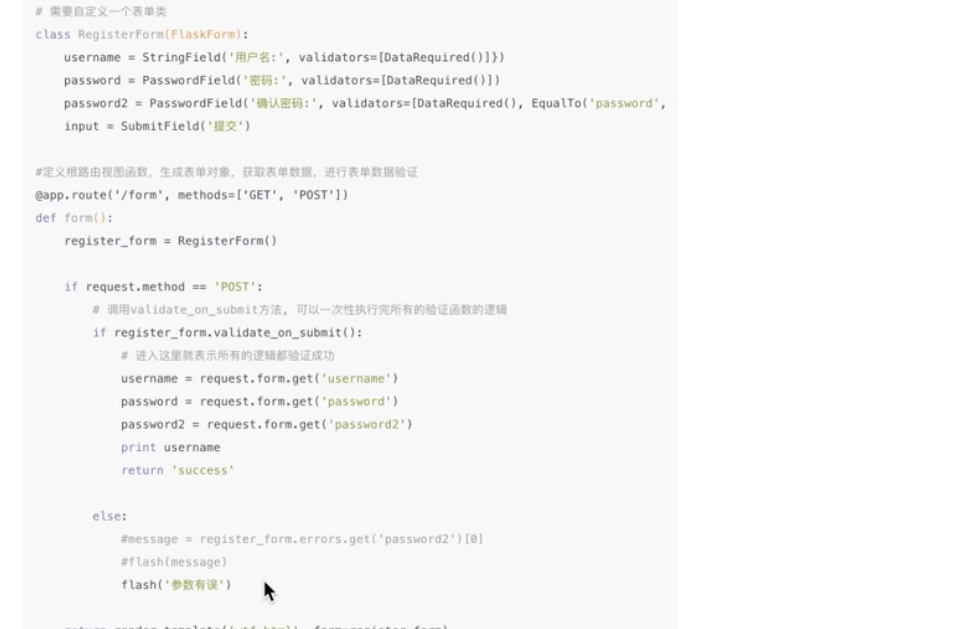 # 需要自定义一个表单类
class RegisterForm(FlaskForm):
    username = StringField('用户名:', validators=[DataRequired()]})
    password = PasswordField('密码:', validators=[DataRequired()])
    password2 = PasswordField('确认密码:', validators=[DataRequired(), EqualTo('password',
    input = SubmitField('提交')
#定义根路由视图函数, 生成表单对象, 获取表单数据, 进行表单数据验证
@app.route('/form', methods=['GET', 'POST'])
def form():
    register_form = RegisterForm()
    if request.method == 'POST':
        # 调用validate_on_submit方法, 可以一次性执行完所有的验证函数的逻辑
        if register_form.validate_on_submit():
            # 进入这里就表示所有的逻辑都验证成功
            username = request.form.get('username')
            password = request.form.get('password')
            password2 = request.form.get('password2')
            print username
            return 'success'
        else:
            #message = register_form.errors.get('password2')[0]
            #flash(message)
            flash('参数有误')